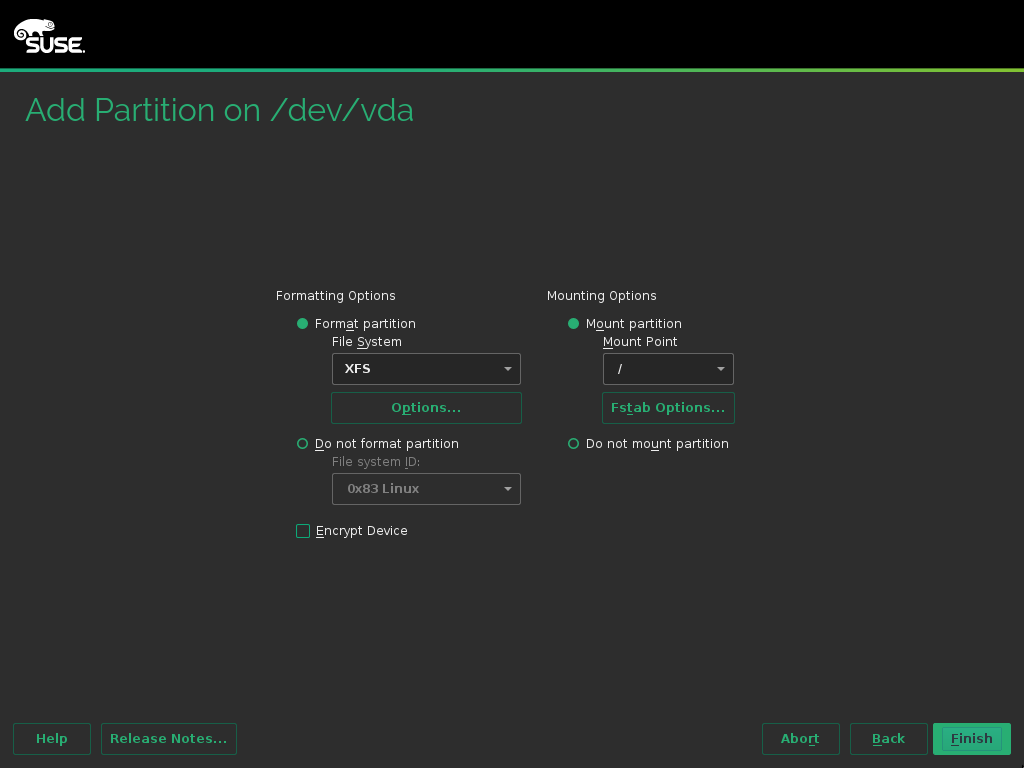 SUSE.
Add Partition on /dev/vda
Formatting Options
Format partition
File System
XFS
Options...
Do not format partition
File system ID:
0x83 Linux
Encrypt Device
Mounting Options
Mount partition
Mount Point
/
Fstab Options...
Do not mount partition
Help
Release Notes...
Abort
Back
Finish